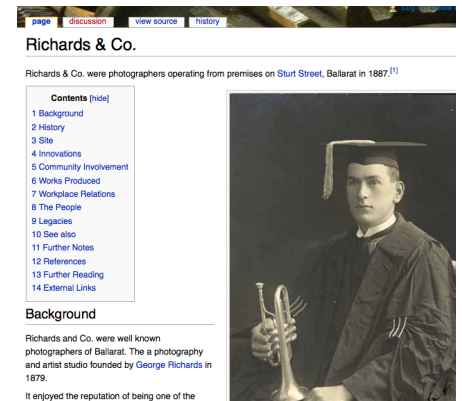 page discussion view source history
Richards & Co.
Richards & Co. were photographers operating from premises on Sturt Street, Ballarat in 1887.[1]
Contents [hide]
1 Background
2 History
3 Site
4 Innovations
5 Community Involvement
6 Works Produced
7 Workplace Relations
8 The People
9 Legacies
10 See also
11 Further Notes
12 References
13 Further Reading
14 External Links
Background
Richards and Co. were well known
photographers of Ballarat. The a photography
and artist studio founded by George Richards in
1879.
It enjoyed the reputation of being one of the